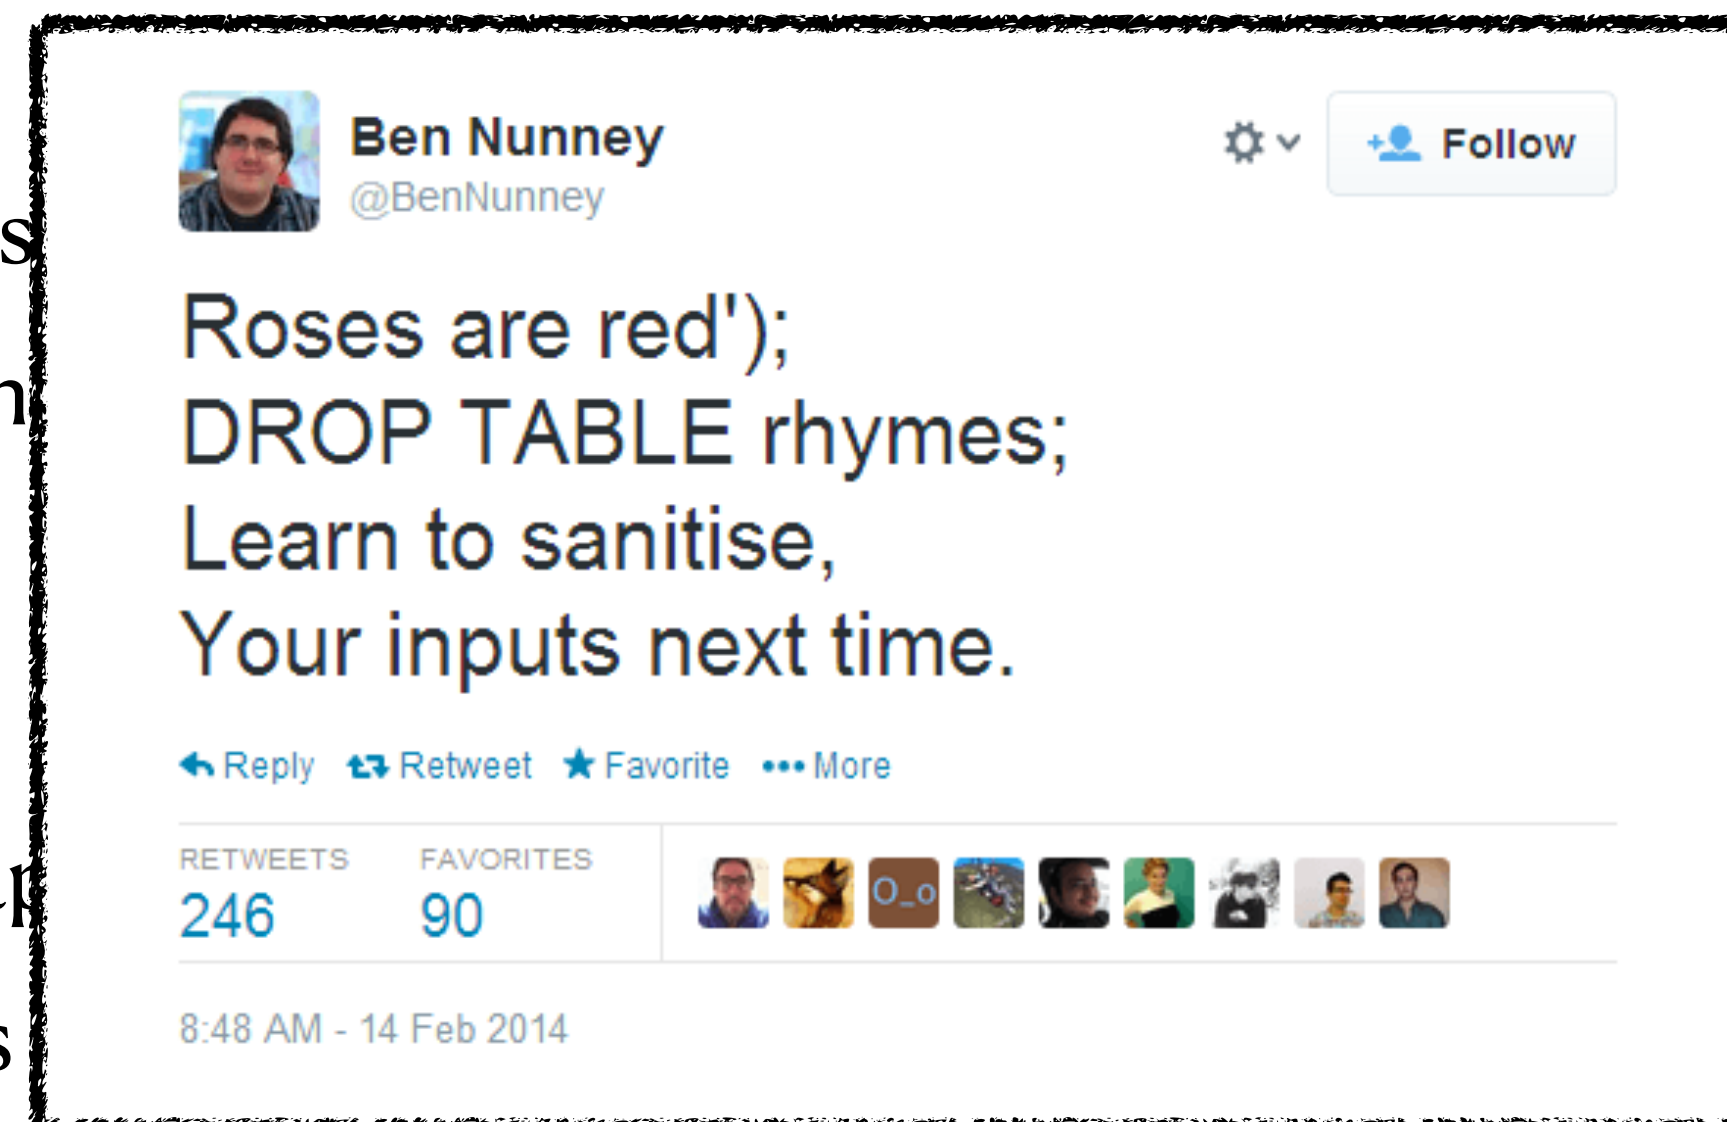 Ben Nunney
@BenNunney
Follow
Roses are red');
DROP TABLE rhymes;
Learn to sanitise,
Your inputs next time.
Reply Retweet Favorite More
RETWEETS FAVORITES
246 90
O_o
8:48 AM - 14 Feb 2014